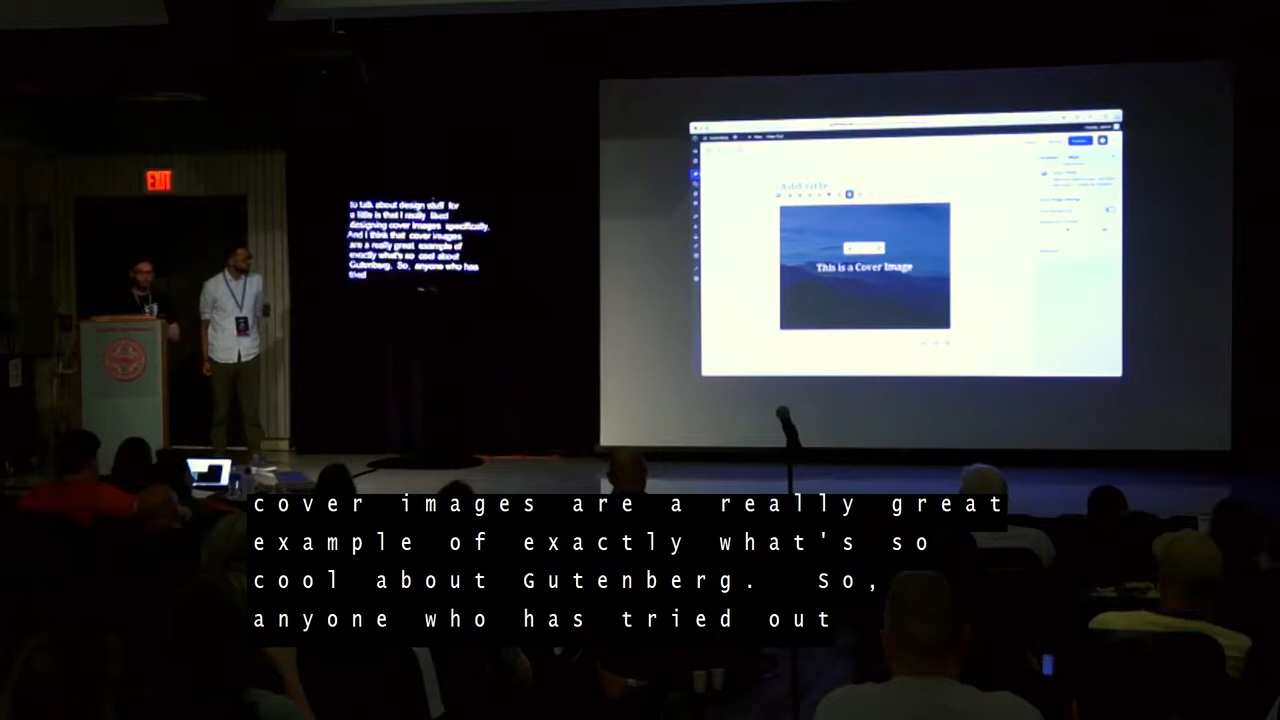 EXIT
to talk about design stuff for
a little is that I really liked
designing cover images specifically.
And I think that cover images
are a really great example of
exactly what's so cool about
Gutenberg. So, anyone who has
tried
Add title
This is a Cover Image
cover images are a really great
example of exactly what's so
cool about Gutenberg. So,
anyone who has tried out